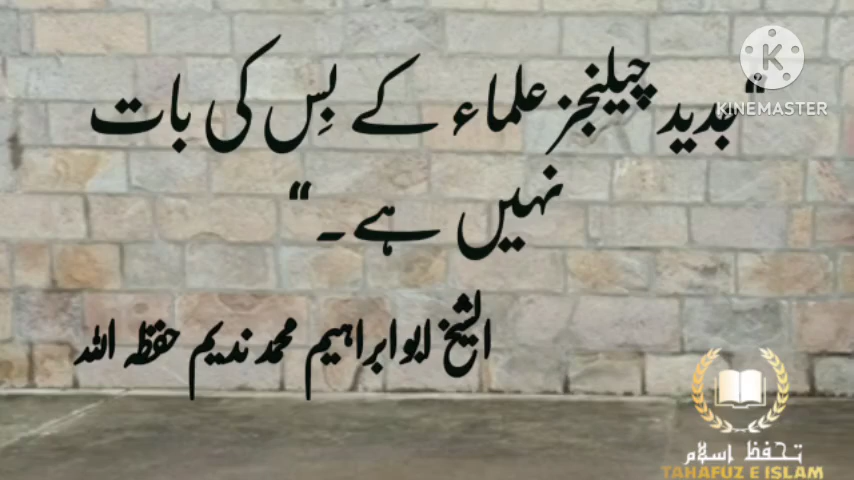 KINEMASTER
"جدید چیلنجز علماء کے بِس کی بات
نہیں ہے۔"
الشیخ ابو ابراہیم محمد ندیم حفظہ اللہ
تحفظ اسلام
TAHAFUZ E ISLAM